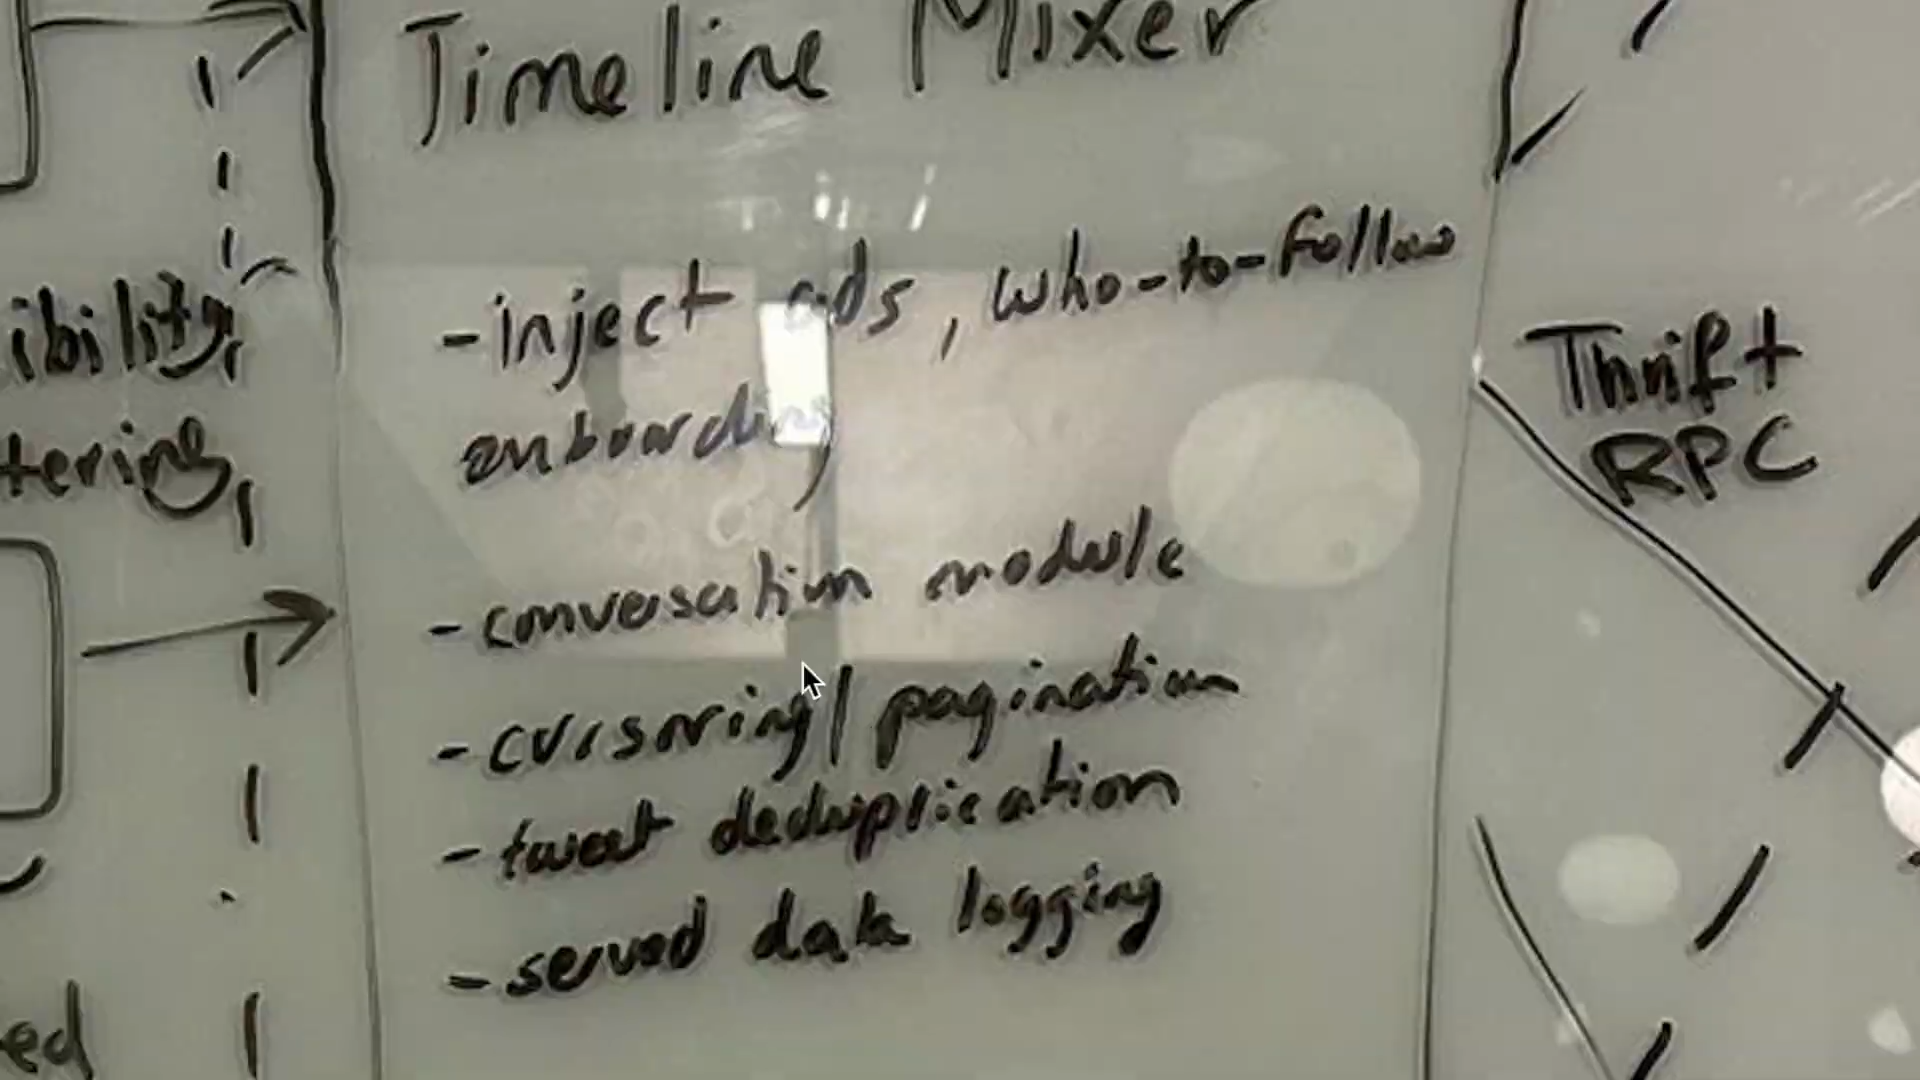 Timeline Mixer
- inject ads, who-to-follow
onboarding
- conversation module
- cursoring/pagination
- tweet deduplication
- served data logging
ibility,
tering,
ed
Thrift
RPC